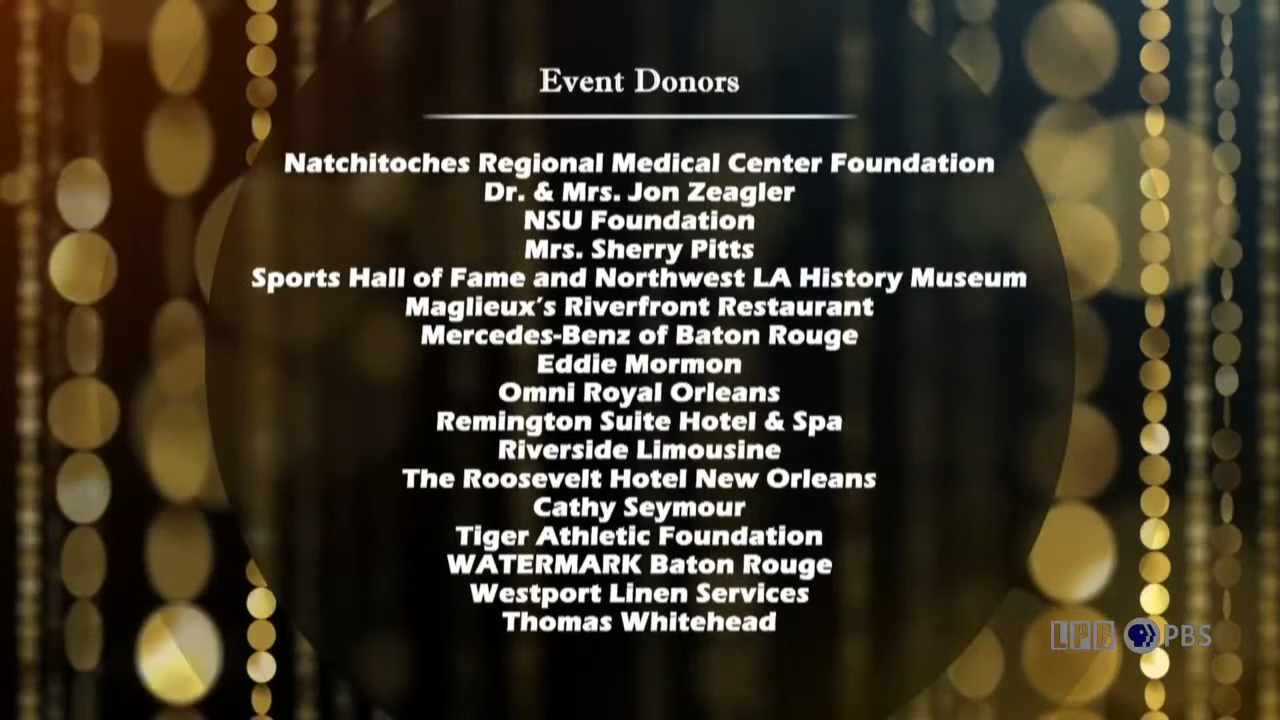 Event Donors
Natchitoches Regional Medical Center Foundation
Dr. & Mrs. Jon Zeagler
NSU Foundation
Mrs. Sherry Pitts
Sports Hall of Fame and Northwest LA History Museum
Maglieux's Riverfront Restaurant
Mercedes-Benz of Baton Rouge
Eddie Mormon
Omni Royal Orleans
Remington Suite Hotel & Spa
Riverside Limousine
The Roosevelt Hotel New Orleans
Cathy Seymour
Tiger Athletic Foundation
WATERMARK Baton Rouge
Westport Linen Services
Thomas Whitehead
LPB PBS